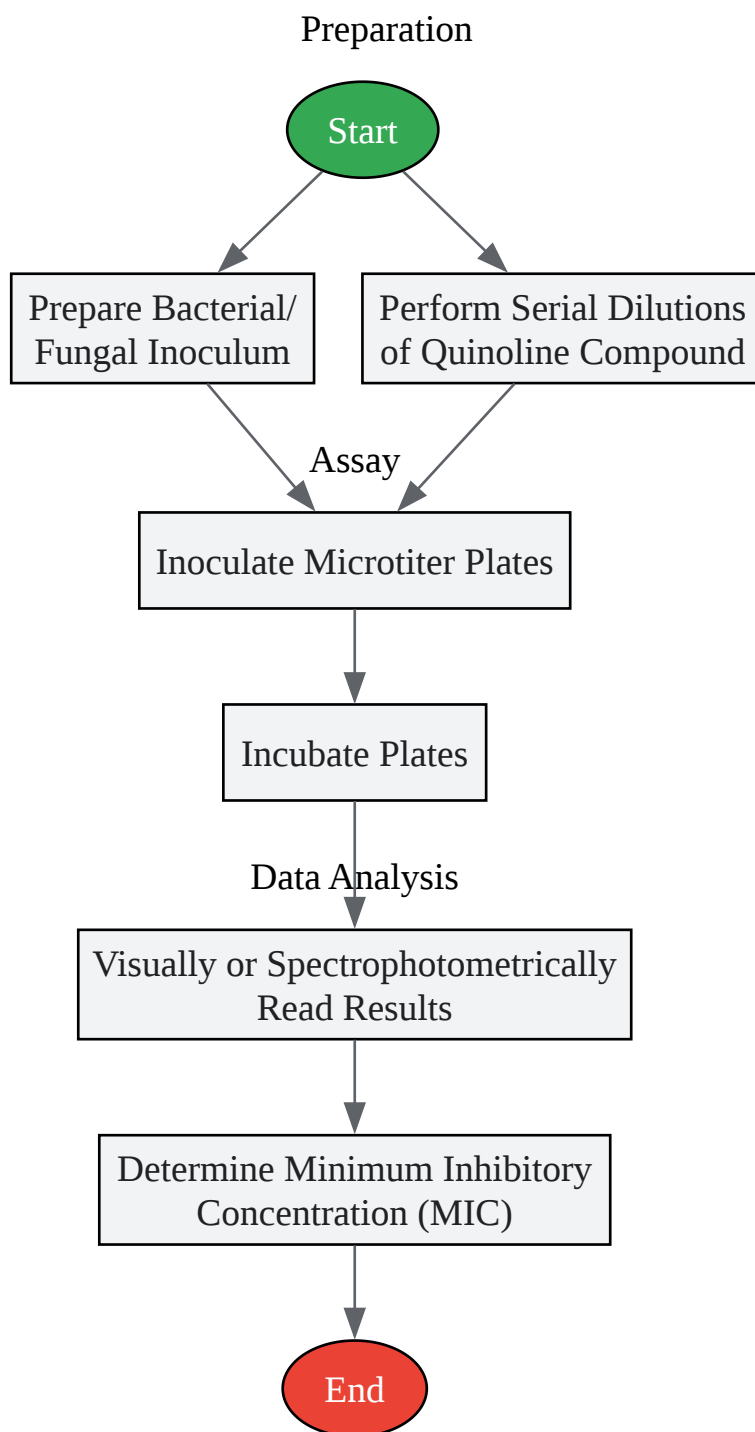 Preparation
Start
Prepare Bacterial/
Fungal Inoculum
Perform Serial Dilutions
of Quinoline Compound
Assay
Inoculate Microtiter Plates
Incubate Plates
Data Analysis
Visually or Spectrophotometrically
Read Results
Determine Minimum Inhibitory
Concentration (MIC)
End